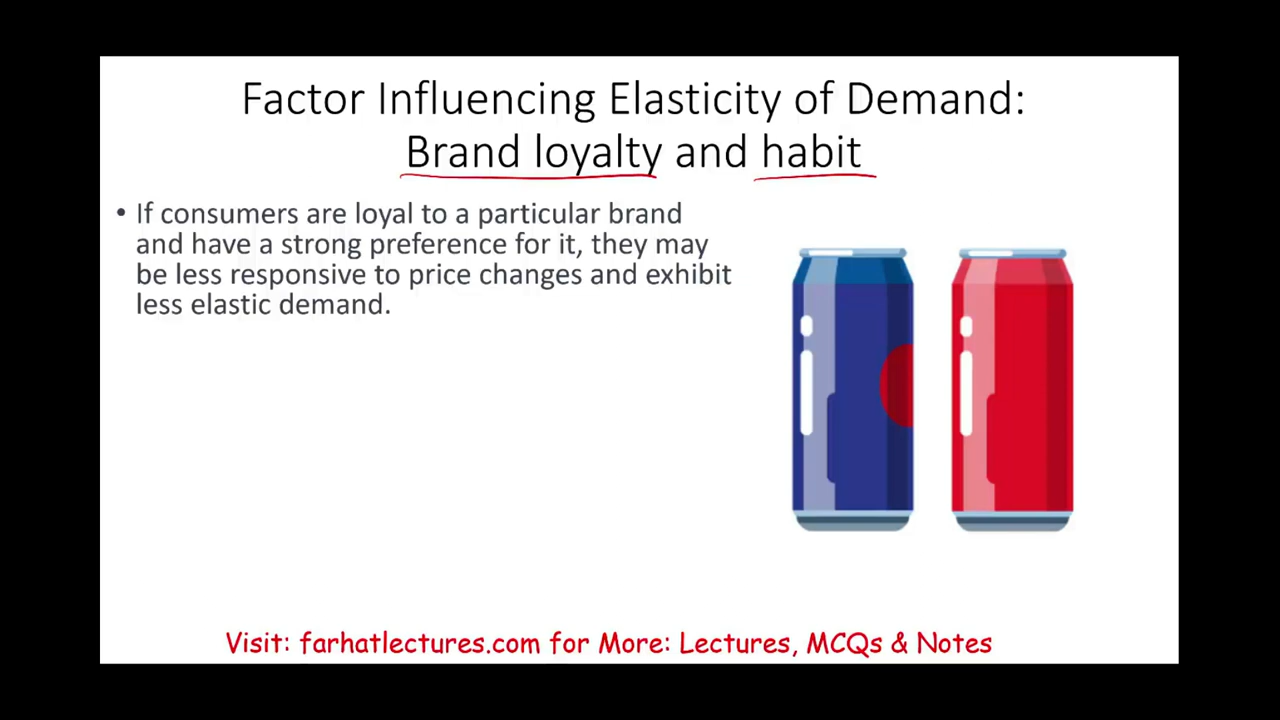 Factor Influencing Elasticity of Demand:
Brand loyalty and habit
• If consumers are loyal to a particular brand
and have a strong preference for it, they may
be less responsive to price changes and exhibit
less elastic demand.
Visit: farhatlectures.com for More: Lectures, MCQs & Notes